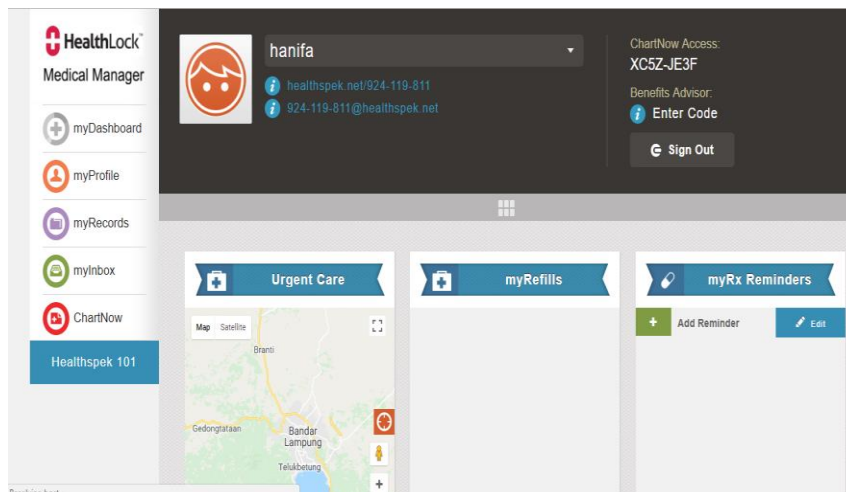 HealthLock
Medical Manager
myDashboard
myProfile
myRecords
myInbox
ChartNow
Healthspek 101
hanifa
healthspek.net/924-119-811
924-119-811@healthspek.net
ChartNow Access:
XC5Z-JE3F
Benefits Advisor:
Enter Code
Sign Out
Urgent Care
Map Satellite
Branti
Gedongtataan
Bandar
Lampung
Telukbetung
myRefills
myRx Reminders
Add Reminder
Edit